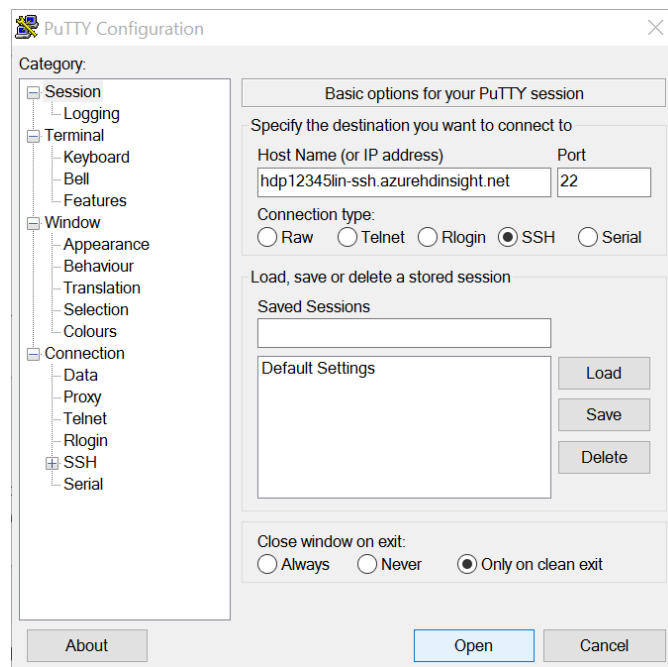 PuTTY Configuration
Category:
Session
Logging
Terminal
Keyboard
Bell
Features
Window
Appearance
Behaviour
Translation
Selection
Colours
Connection
Data
Proxy
Telnet
Rlogin
SSH
Serial
Basic options for your PuTTY session
Specify the destination you want to connect to
Host Name (or IP address) Port
hdp12345lin-ssh.azurehdinsight.net 22
Connection type:
Raw Telnet Rlogin SSH Serial
Load, save or delete a stored session
Saved Sessions
Default Settings
Load
Save
Delete
Close window on exit:
Always Never Only on clean exit
About Open Cancel